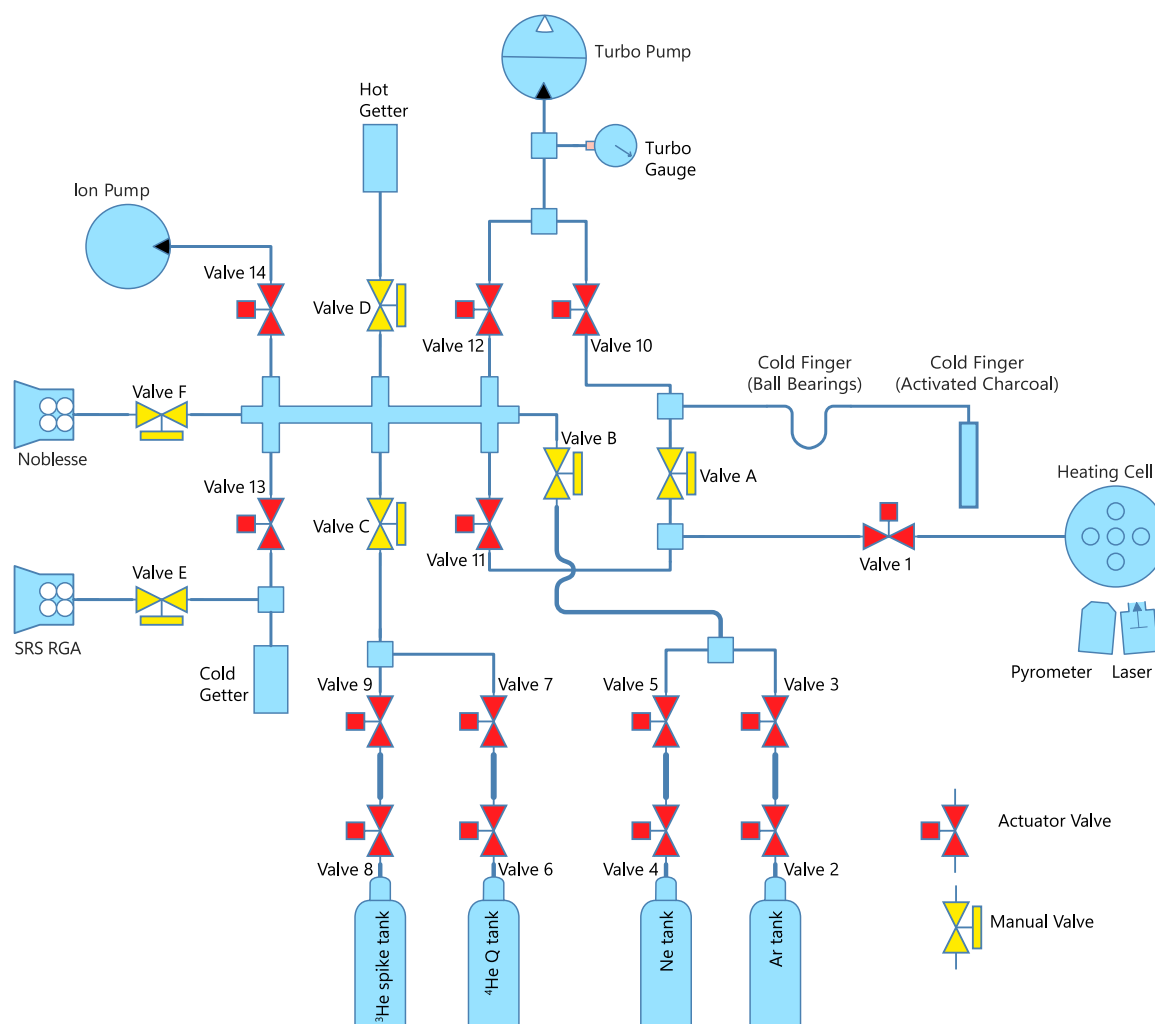 Turbo Pump
Hot
Getter
Turbo
Gauge
Ion Pump
Valve 14
Valve D
Valve 12
Valve 10
Cold Finger
(Ball Bearings)
Cold Finger
(Activated Charcoal)
Valve F
Noblesse
Valve B
Valve A
Heating Cell
Valve 13
Valve C
Valve 11
Valve 1
Valve E
SRS RGA
Cold
Getter
Pyrometer
Laser
Valve 9
Valve 7
Valve 5
Valve 3
Actuator Valve
Valve 8
Valve 6
Valve 4
Valve 2
Manual Valve
³He spike tank
⁴He Q tank
Ne tank
Ar tank